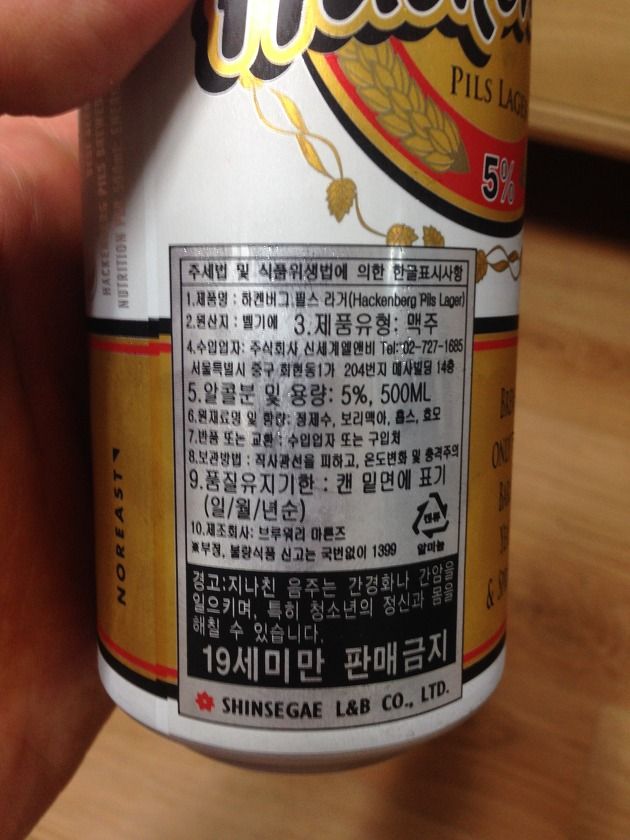 PILS LAGE
5%
NUTRITION
NOREAST
주세법 및 식품위생법에 의한 한글표시사항
1.제품명 : 하켄버그 필스 라거(Hackenberg Pils Lager)
2.원산지 : 벨기에 3.제품유형: 맥주
4.수입업자: 주식회사 신세계엘앤비 Tel:02-727-1685
서울특별시 중구 회현동1가 204번지 메사빌딩 14층
5.알콜분 및 용량: 5%, 500ML
6.원재료명 및 함량: 정제수, 보리맥아, 홉스, 효모
7.반품 또는 교환 : 수입업자 또는 구입처
8.보관방법 : 직사광선을 피하고, 온도변화 및 충격주의
9.품질유지기한 : 캔 밑면에 표기
(일/월/년순)
10.제조회사: 브루워리 마튼즈
※부정, 불량식품 신고는 국번없이 1399
캔류
알미늄
경고:지나친 음주는 간경화나 간암을
일으키며, 특히 청소년의 정신과 몸을
해칠 수 있습니다.
19세미만 판매금지
SHINSEGAE L&B CO., LTD.